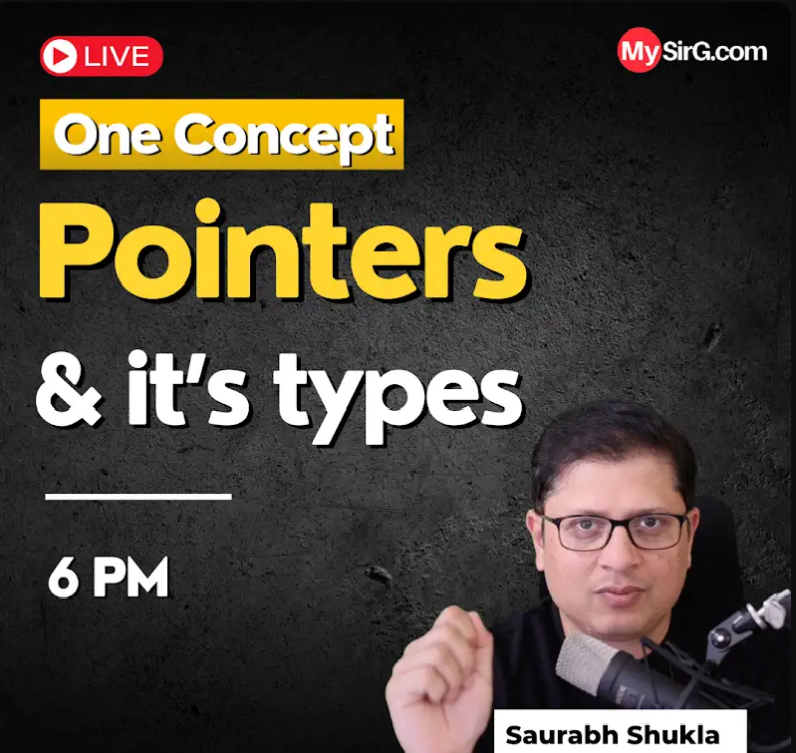 LIVE
MySirG.com
One Concept
Pointers
& it's types
6 PM
Saurabh Shukla